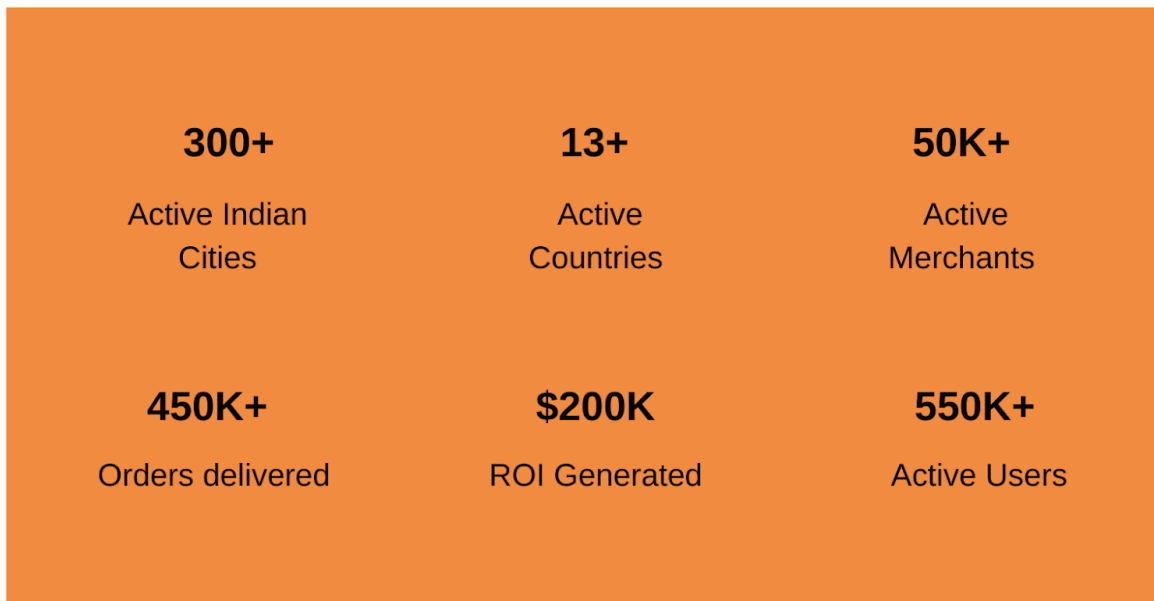 300+
13+
50K+
Active Indian
Cities
Active
Countries
Active
Merchants
450K+
$200K
550K+
Orders delivered
ROI Generated
Active Users